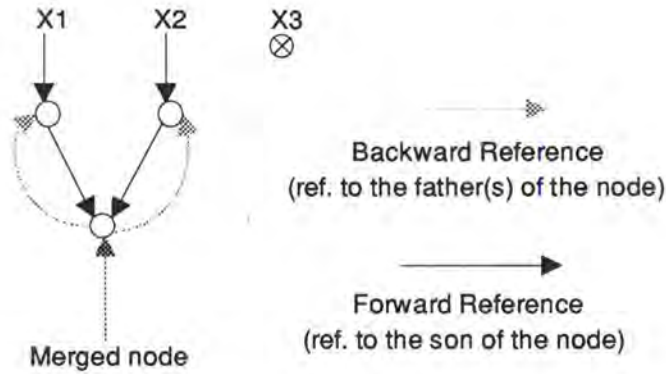 X1
X2
X3
Backward Reference
(ref. to the father(s) of the node)
Forward Reference
(ref. to the son of the node)
Merged node